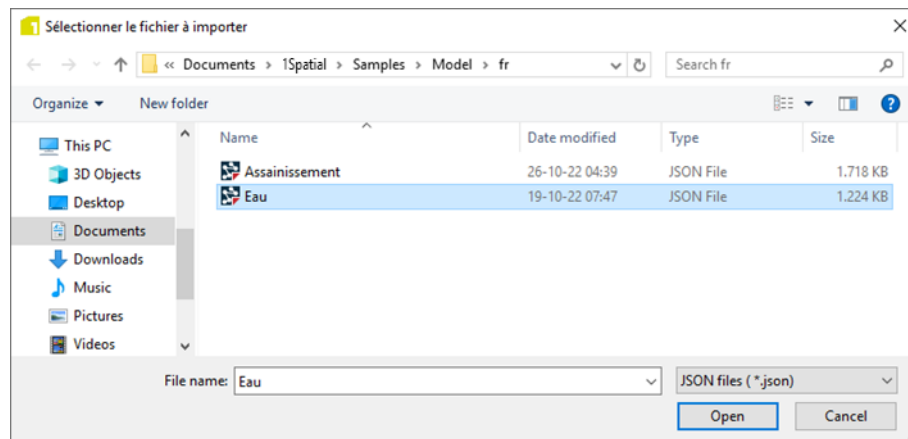 Sélectionner le fichier à importer
« Documents › 1Spatial › Samples › Model › fr
Search fr
Organize
New folder
Name Date modified Type Size
This PC
3D Objects
Desktop
Documents
Downloads
Music
Pictures
Videos
Assainissement 26-10-22 04:39 JSON File 1.718 KB
Eau 19-10-22 07:47 JSON File 1.224 KB
File name: Eau
JSON files ( *.json)
Open
Cancel